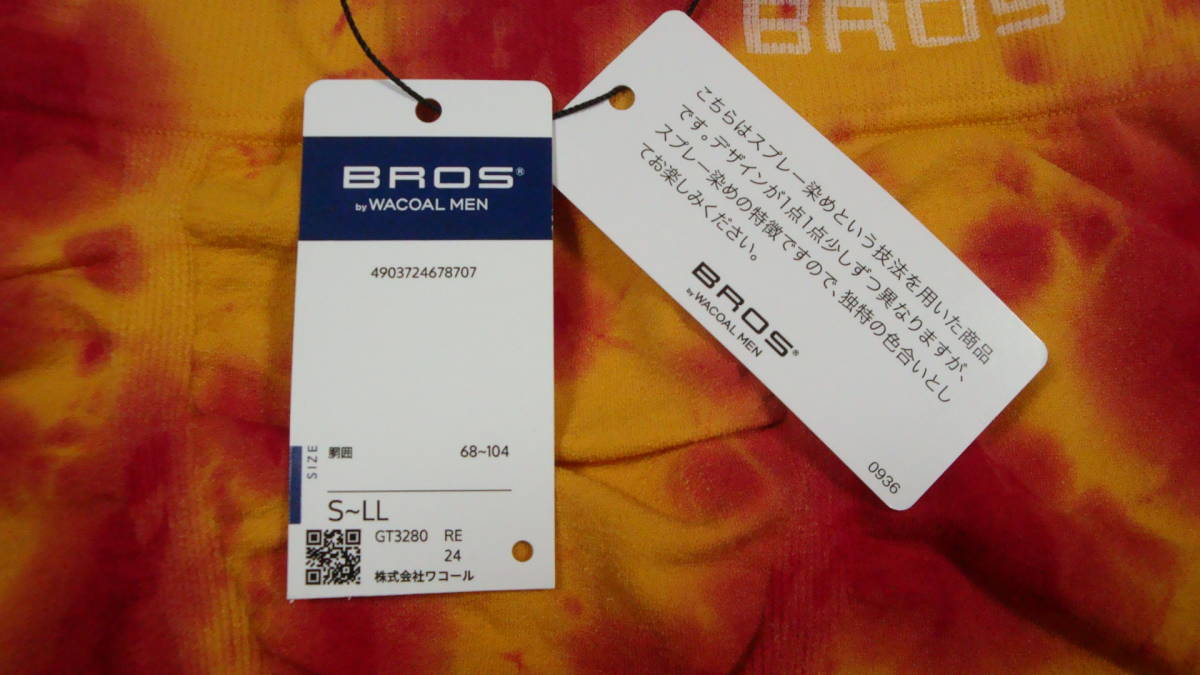 BROS
BROS®
by WACOAL MEN
4903724678707
SIZE
胴囲 68~104
S~LL
GT3280 RE
24
株式会社ワコール
こちらはスプレー染めという技法を用いた商品
です。デザインが1点1点少しずつ異なりますが、
スプレー染めの特徴ですので、独特の色合いとし
てお楽しみください。
BROS®
by WACOAL MEN
0936